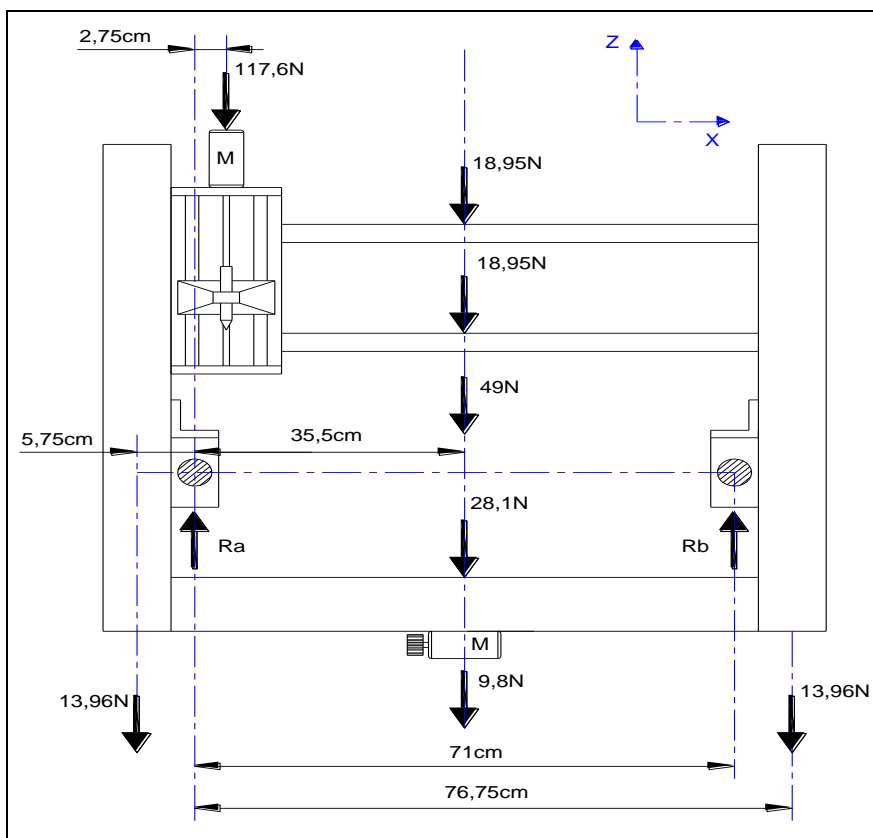 2,75cm
Z
117,6N
X
M
18,95N
18,95N
49N
5,75cm
35,5cm
28,1N
Ra
Rb
M
13,96N
9,8N
13,96N
71cm
76,75cm